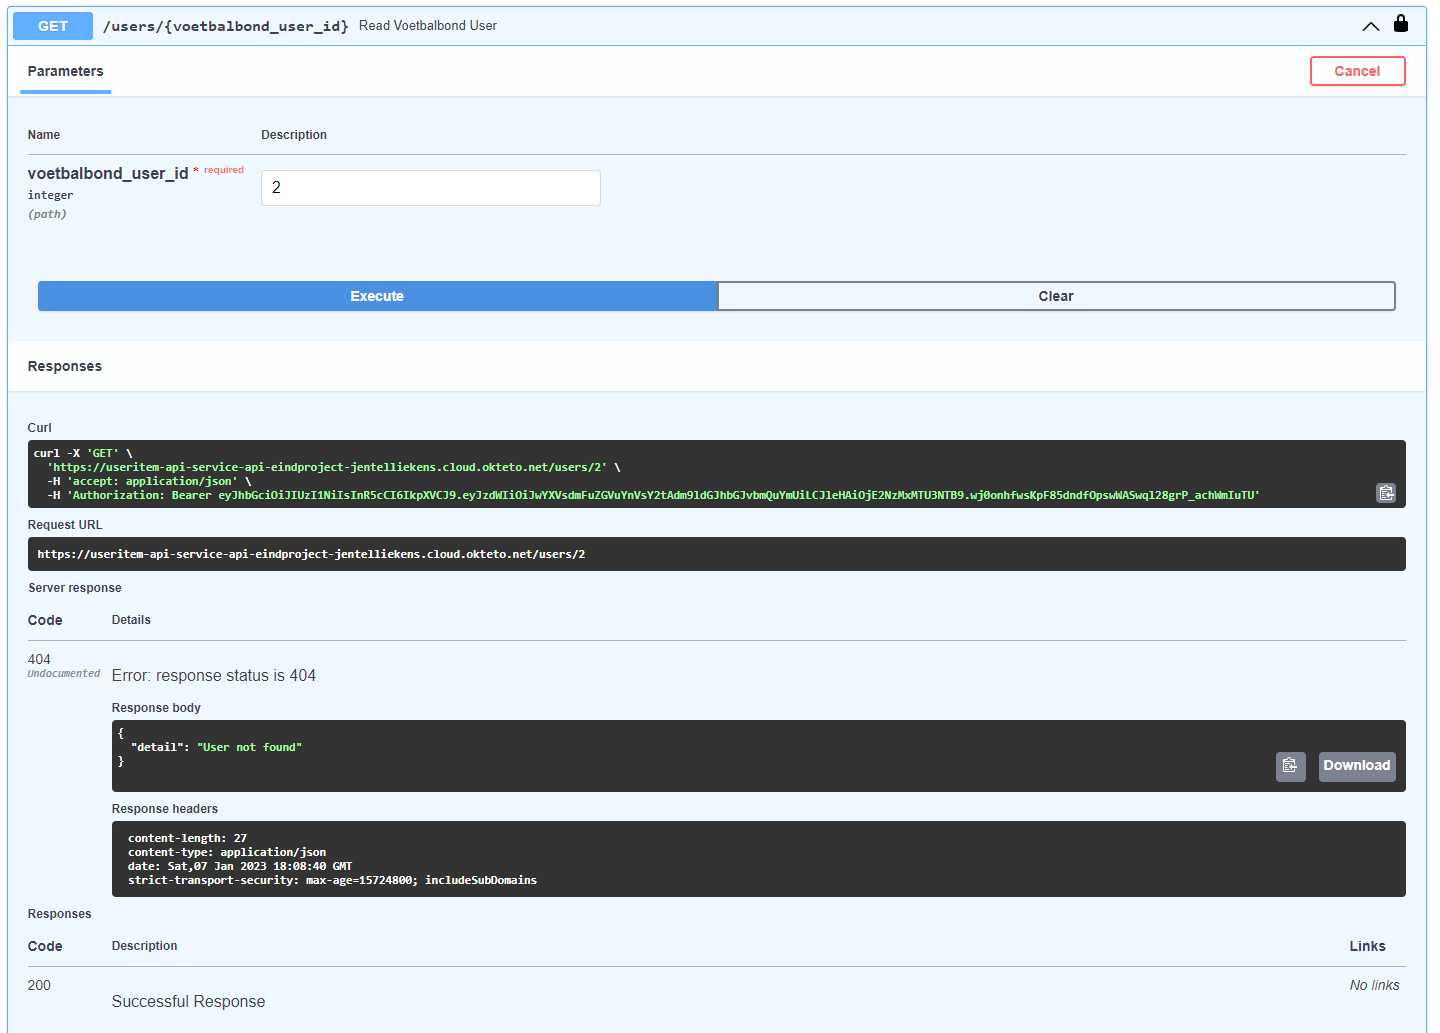 GET /users/{voetbalbond_user_id} Read Voetbalbond User
Parameters
Cancel
Name Description
voetbalbond_user_id * required
integer
(path)
2
Execute Clear
Responses
Curl
curl -X 'GET' \
'https://useritem-api-service-api-eindproject-jentelliekens.cloud.okteto.net/users/2' \
-H 'accept: application/json' \
-H 'Authorization: Bearer eyJhbGciOiJIUzI1NiIsInR5cCI6IkpXVCJ9.eyJzdWIiOiJwYXVsdmFuZGVuYnVsY2tAdm9ldGJhbGJvbmQuYmUiLCJleHAiOjE2NzMxMTU3NTB9.wj0onhfwsKpF85dndfOpswWASwql28grP_achWmIuTU'
Request URL
https://useritem-api-service-api-eindproject-jentelliekens.cloud.okteto.net/users/2
Server response
Code Details
404
Undocumented
Error: response status is 404
Response body
{
"detail": "User not found"
}
Download
Response headers
content-length: 27
content-type: application/json
date: Sat,07 Jan 2023 18:08:40 GMT
strict-transport-security: max-age=15724800; includeSubDomains
Responses
Code Description Links
200
Successful Response
No links